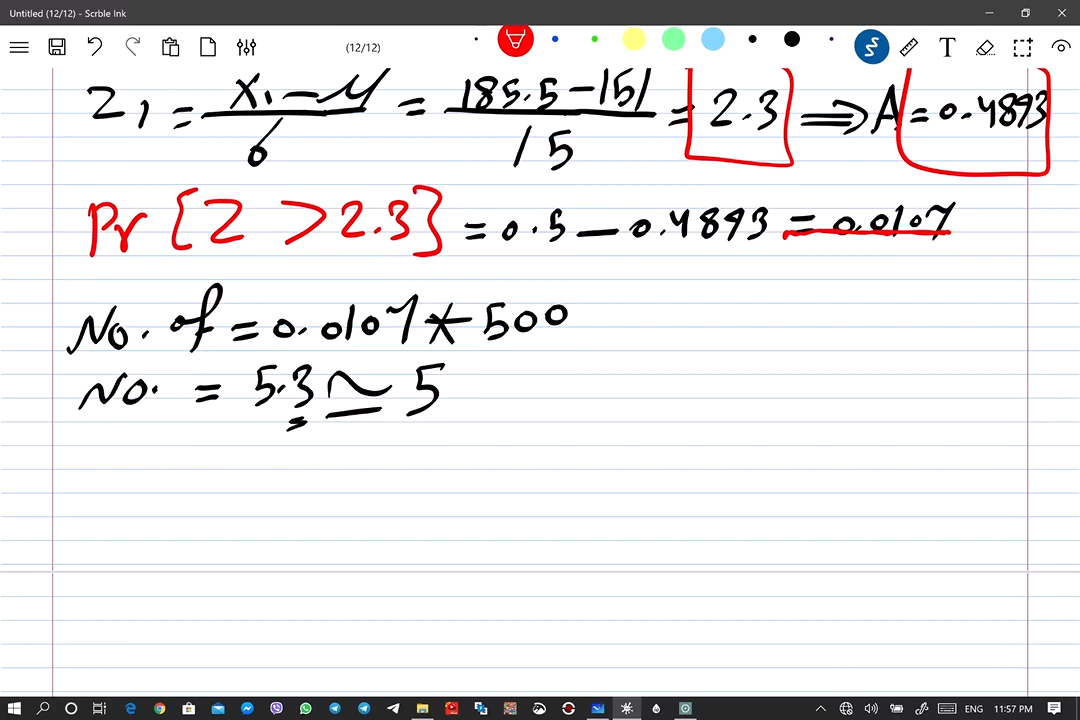 Untitled (12/12) - Scrble Ink
(12/12)
T
Z₁ = (X₁ - μ)/σ = (185.5 - 151)/15 = 2.3 ⟹ A = 0.4893
Pr [Z > 2.3] = 0.5 - 0.4893 = 0.0107
No. of = 0.0107 * 500
No. = 5.3 ≃ 5
ENG
11:57 PM